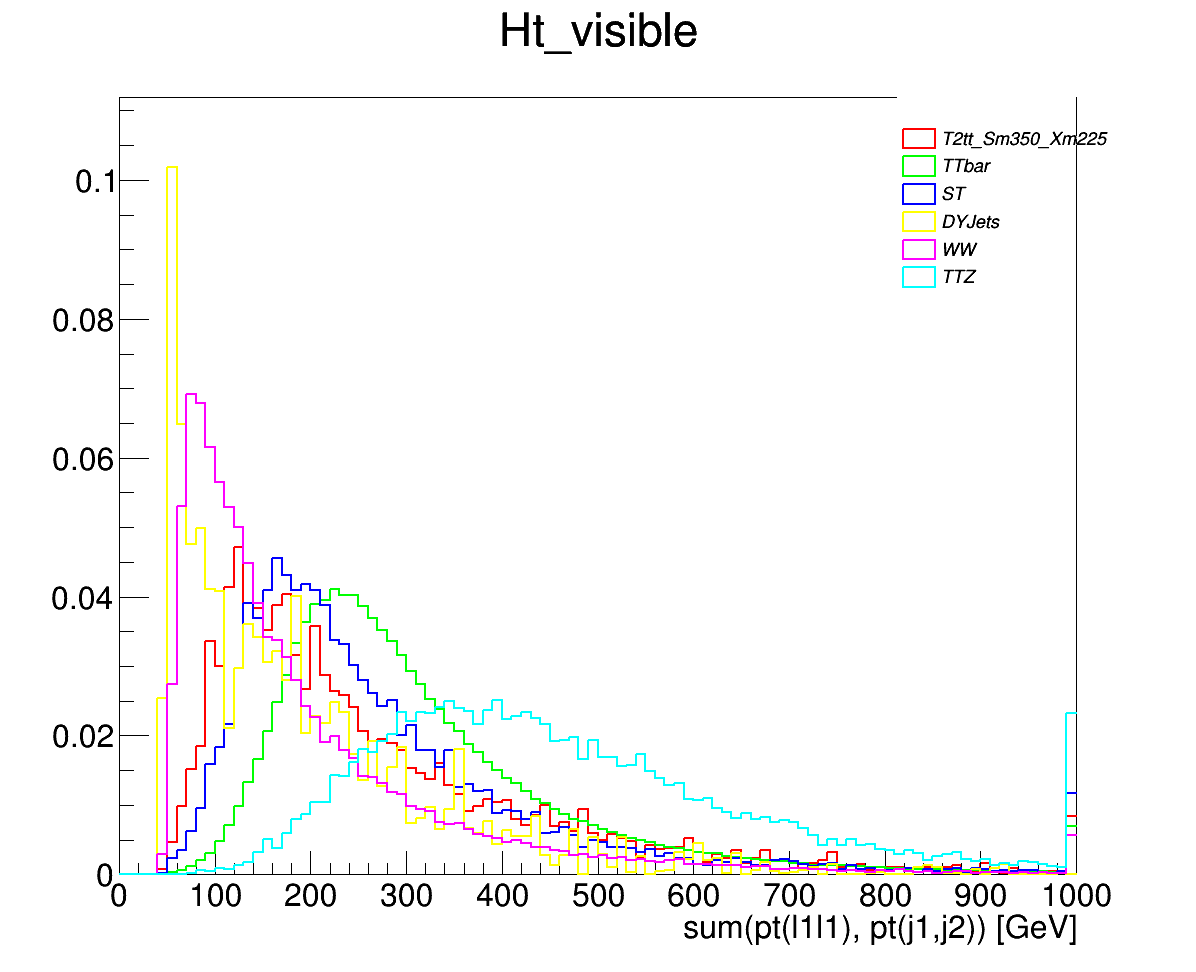 Ht_visible
T2tt_Sm350_Xm225
TTbar
ST
DYJets
WW
TTZ
0.1
0.08
0.06
0.04
0.02
0
0 100 200 300 400 500 600 700 800 900 1000
sum(pt(l1l1), pt(j1,j2)) [GeV]